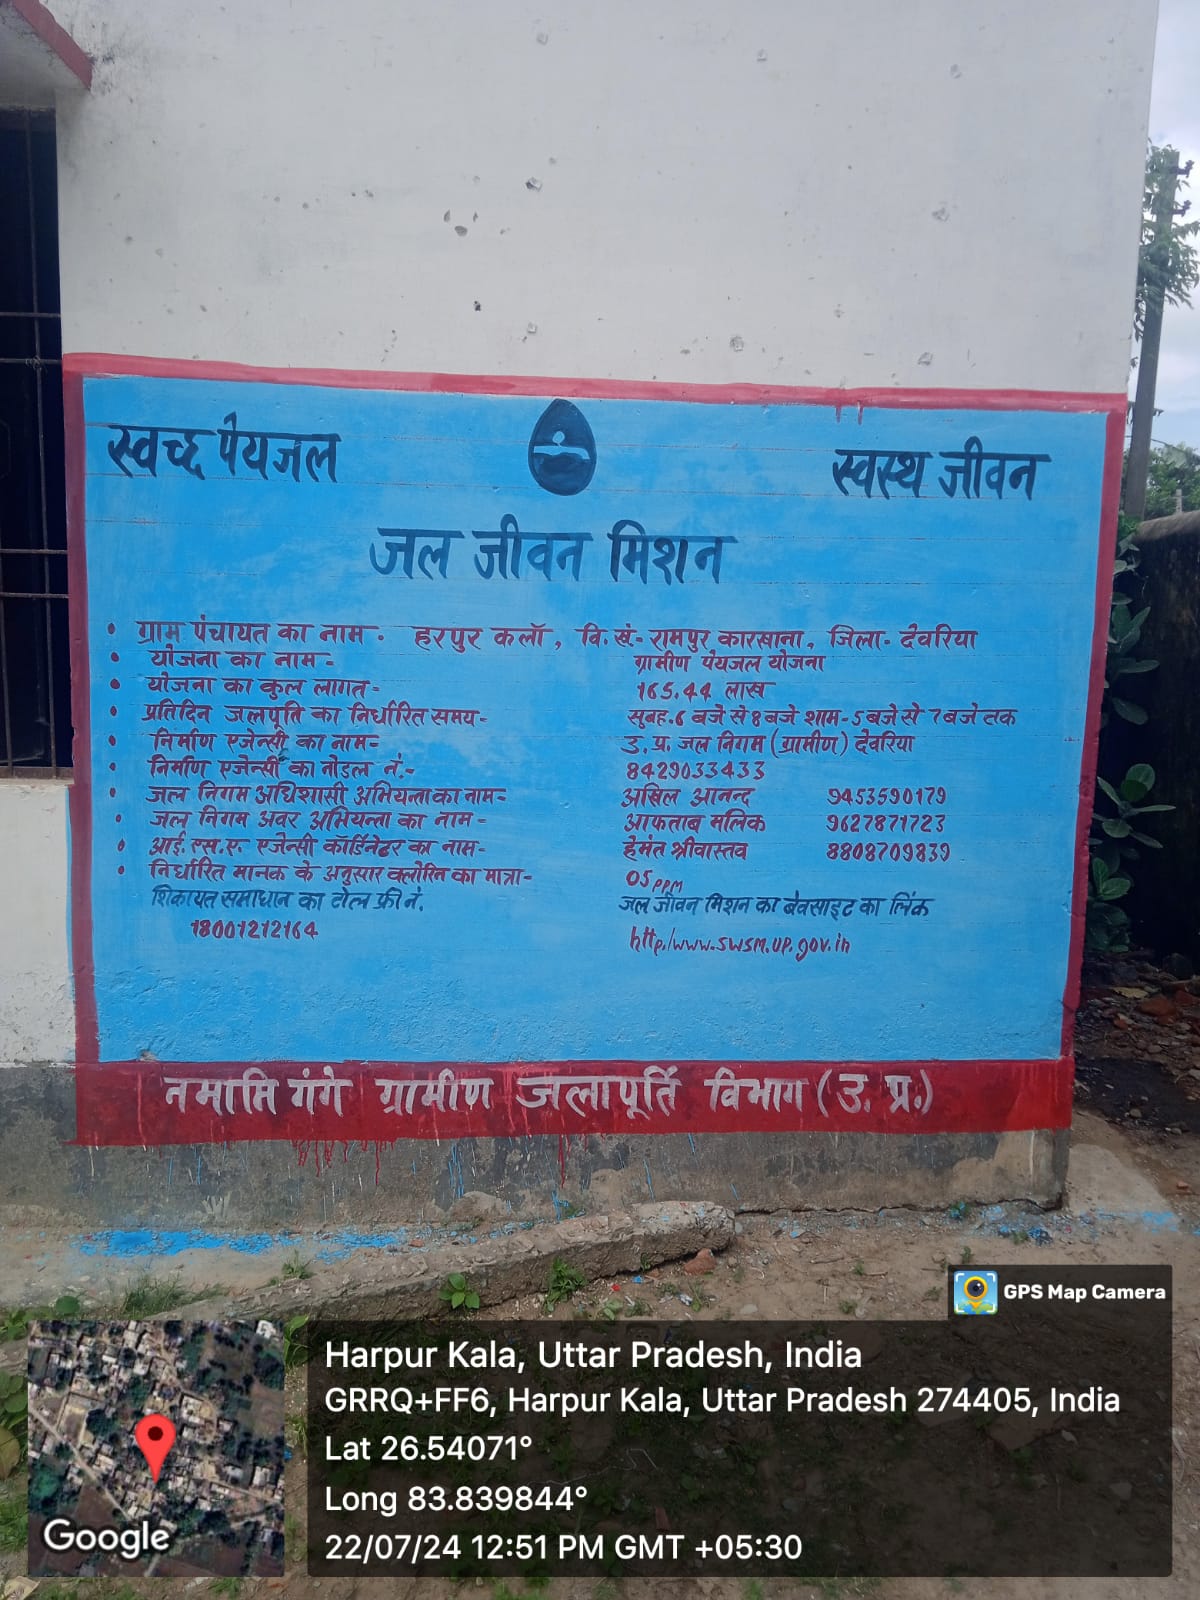 स्वच्छ पेयजल
स्वस्थ जीवन
जल जीवन मिशन
• ग्राम पंचायत का नाम- हरपुर कलॉ, वि.खं- रामपुर कारखाना, जिला- देवरिया
• योजना का नाम- ग्रामीण पेयजल योजना
• योजना का कुल लागत- 165.44 लाख
• प्रतिदिन जलपूर्ति का निर्धारित समय- सुबह.6 बजे से 8 बजे शाम-5 बजे से 7 बजे तक
• निर्माण एजेन्सी का नाम- उ.प्र. जल निगम (ग्रामीण) देवरिया
• निर्माण एजेन्सी का नोडल नं.- 8429033433
• जल निगम अधिशासी अभियन्ता का नाम- अखिल आनन्द 9453590179
• जल निगम अवर अभियन्ता का नाम- आफताब मलिक 9627871723
• आई.एस.ए. एजेन्सी कॉर्डिनेटर का नाम- हेमंत श्रीवास्तव 8808709839
• निर्धारित मानक के अनुसार क्लोरिन का मात्रा- 05 PPM
शिकायत समाधान का टोल फ्री नं. जल जीवन मिशन का बेवसाइट का लिंक
18001212164 http:/www.swsm.up.gov.in
नमामि गंगे ग्रामीण जलापूर्ति विभाग (उ. प्र.)
GPS Map Camera
Harpur Kala, Uttar Pradesh, India
GRRQ+FF6, Harpur Kala, Uttar Pradesh 274405, India
Lat 26.54071°
Long 83.839844°
22/07/24 12:51 PM GMT +05:30
Google